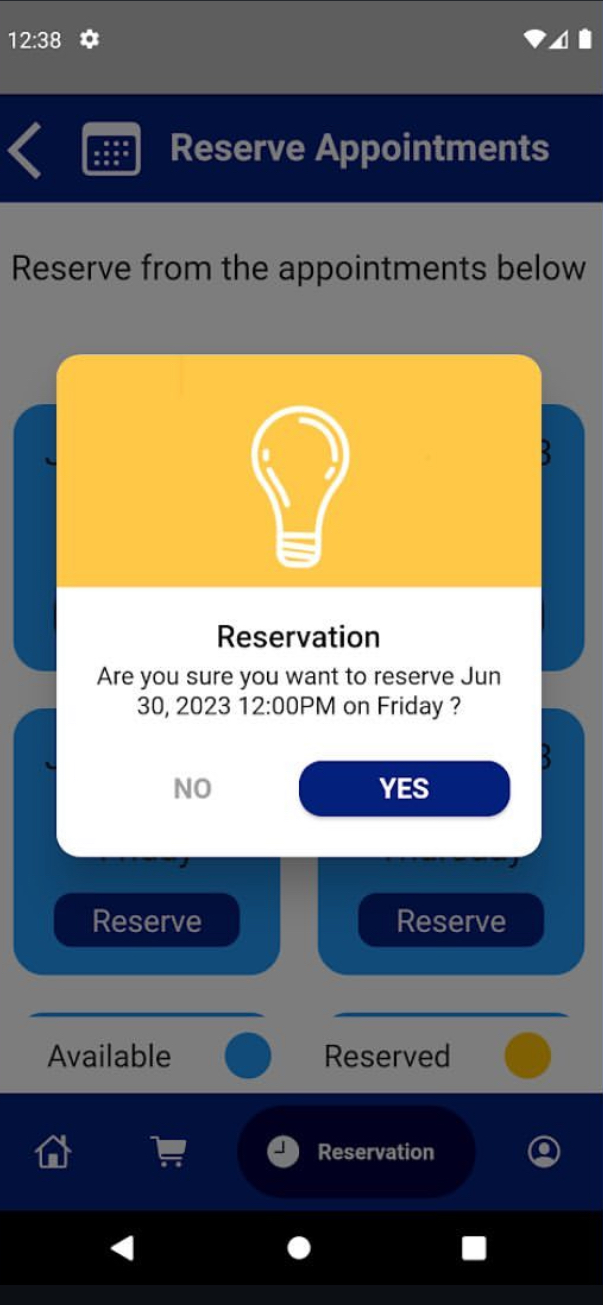 12:38
Reserve Appointments
Reserve from the appointments below
Reservation
Are you sure you want to reserve Jun
30, 2023 12:00PM on Friday ?
NO YES
Reserve Reserve
Available Reserved
Reservation